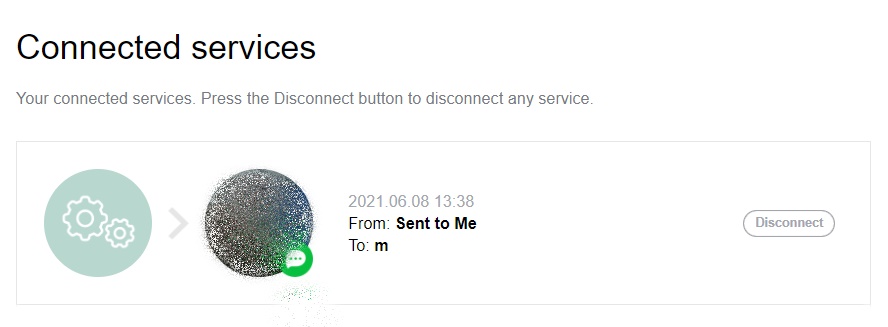 Connected services
Your connected services. Press the Disconnect button to disconnect any service.
2021.06.08 13:38
From: Sent to Me
To: m
Disconnect